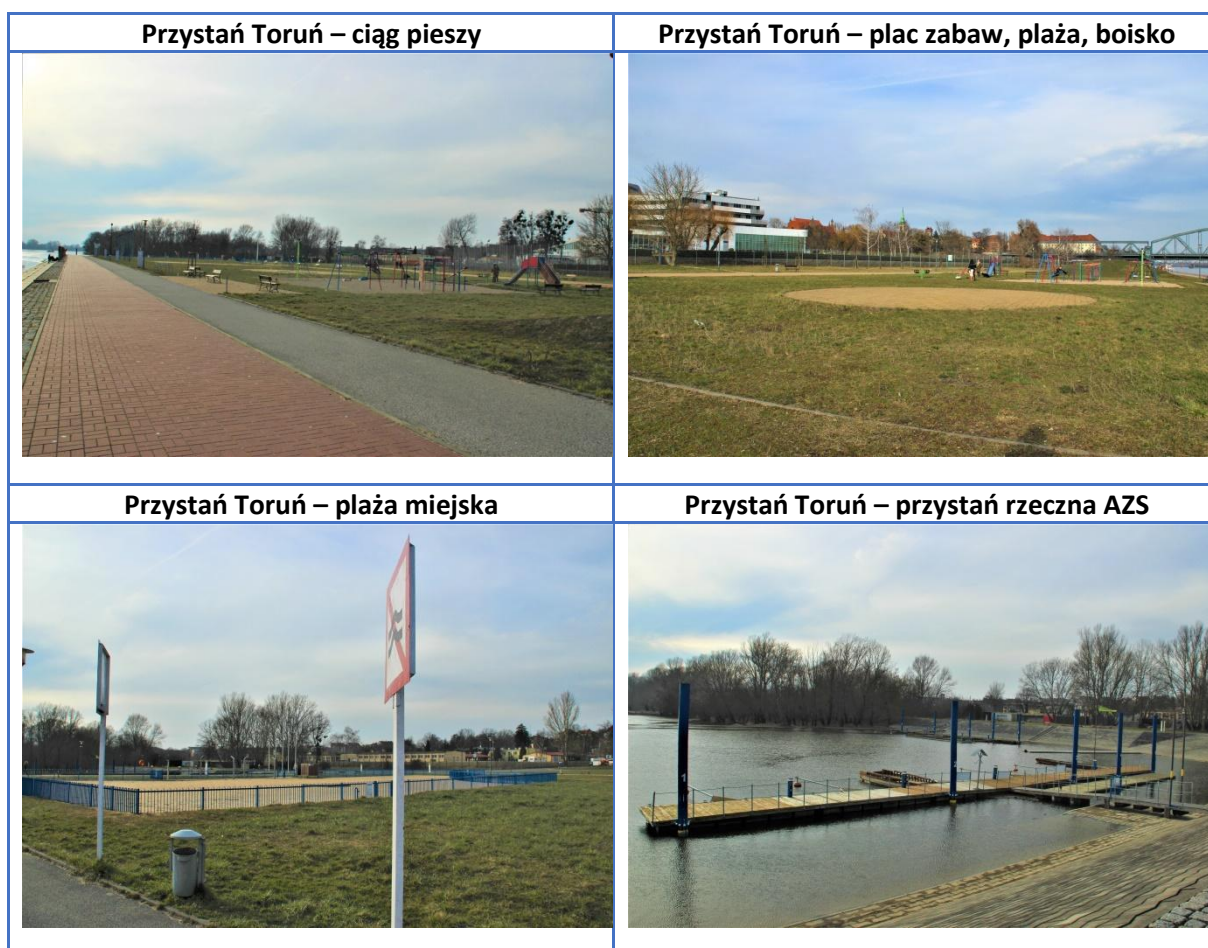 Przystań Toruń – ciąg pieszy
Przystań Toruń – plac zabaw, plaża, boisko
Przystań Toruń – plaża miejska
Przystań Toruń – przystań rzeczna AZS
1